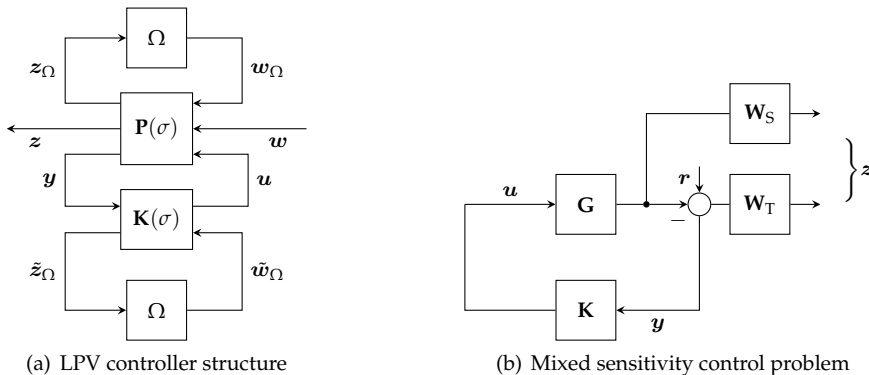 Ω
z_Ω
w_Ω
P(σ)
z
w
y
u
K(σ)
z̃_Ω
w̃_Ω
Ω
(a) LPV controller structure
W_S
z
r
u
G
W_T
−
K
y
(b) Mixed sensitivity control problem